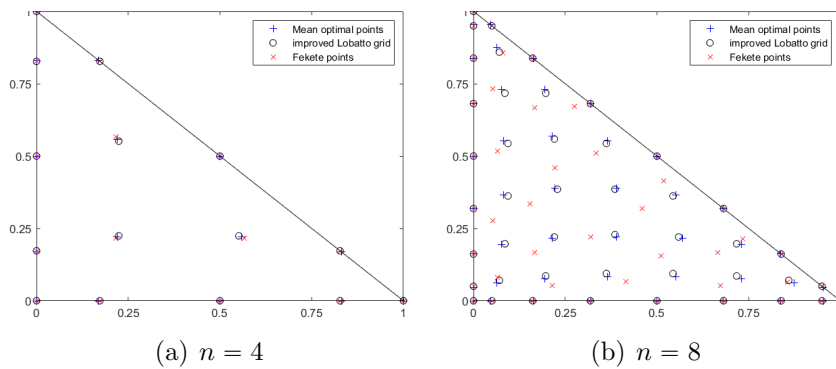 1
Mean optimal points
improved Lobatto grid
Fekete points
0.75
0.5
0.25
0
0 0.25 0.5 0.75 1
(a) n = 4
1
Mean optimal points
improved Lobatto grid
Fekete points
0.75
0.5
0.25
0
0 0.25 0.5 0.75
(b) n = 8